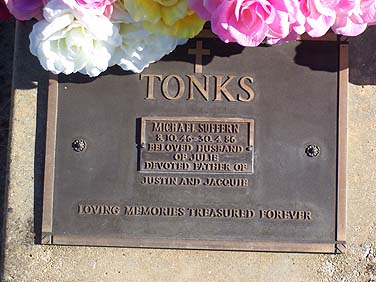 TONKS
MICHAEL SUFFERN
8.10.46-30.4.86
BELOVED HUSBAND
OF JULIE
DEVOTED FATHER OF
JUSTIN AND JACQUIE
LOVING MEMORIES TREASURED FOREVER